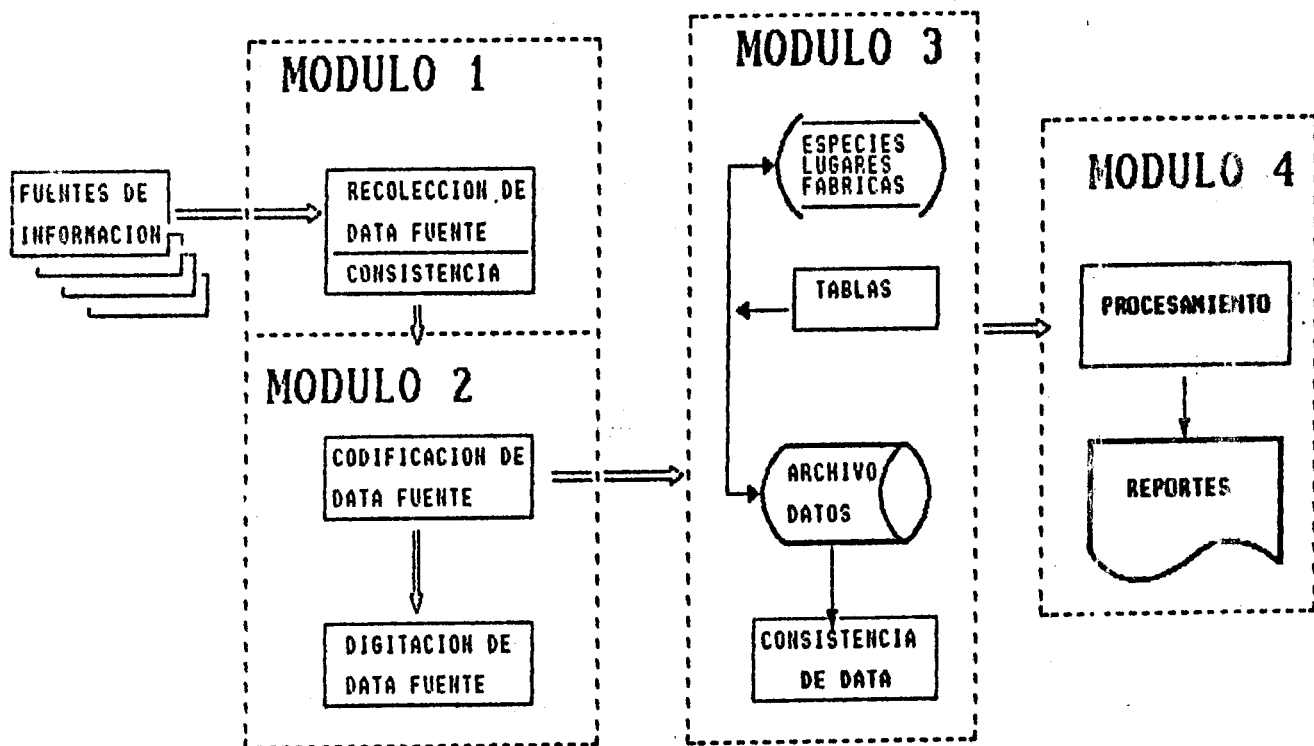 MODULO 1
FUENTES DE
INFORMACION
RECOLECCION DE
DATA FUENTE
CONSISTENCIA
MODULO 2
CODIFICACION DE
DATA FUENTE
DIGITACION DE
DATA FUENTE
MODULO 3
ESPECIES
LUGARES
FABRICAS
TABLAS
ARCHIVO
DATOS
CONSISTENCIA
DE DATA
MODULO 4
PROCESAMIENTO
REPORTES